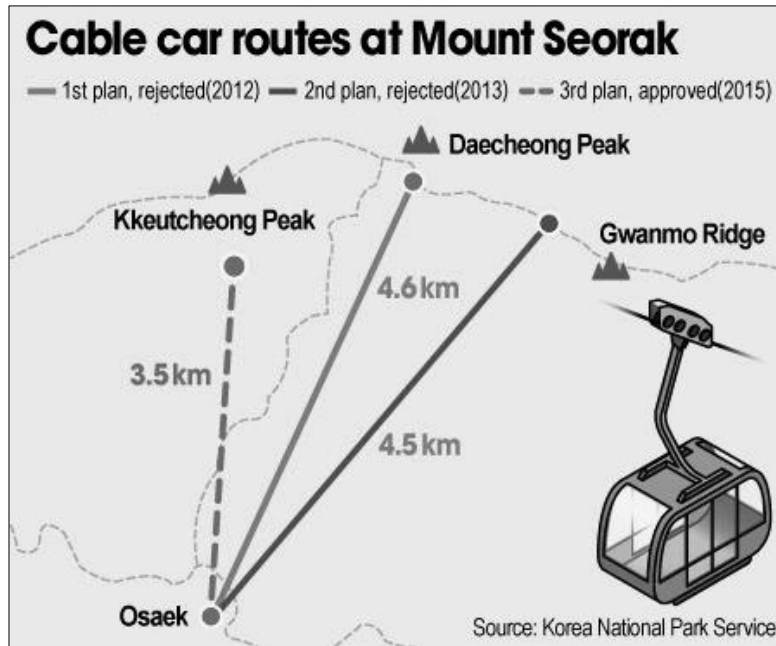 Cable car routes at Mount Seorak
1st plan, rejected(2012) 2nd plan, rejected(2013) 3rd plan, approved(2015)
Daecheong Peak
Kkeutcheong Peak
Gwanmo Ridge
4.6km
3.5km
4.5km
Osaek
Source: Korea National Park Service